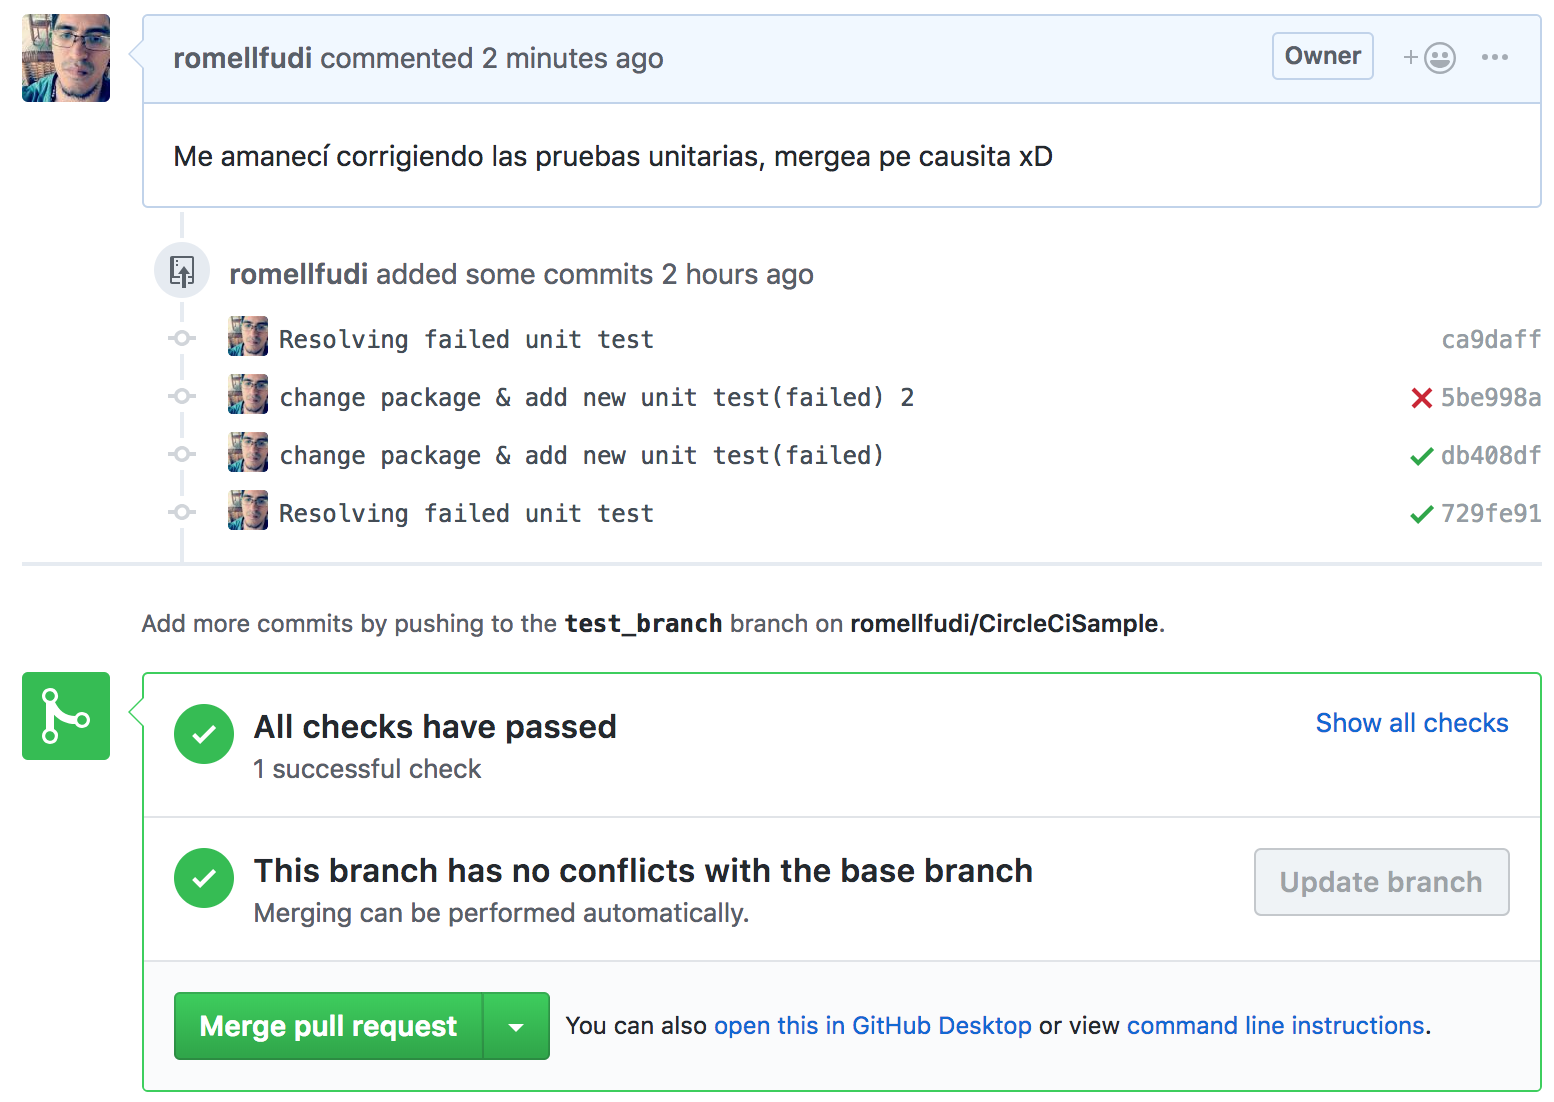 romellfudi commented 2 minutes ago Owner
Me amanecí corrigiendo las pruebas unitarias, mergea pe causita xD
romellfudi added some commits 2 hours ago
Resolving failed unit test ca9daff
change package & add new unit test(failed) 2 5be998a
change package & add new unit test(failed) db408df
Resolving failed unit test 729fe91
Add more commits by pushing to the test_branch branch on romellfudi/CircleCiSample.
All checks have passed Show all checks
1 successful check
This branch has no conflicts with the base branch Update branch
Merging can be performed automatically.
Merge pull request You can also open this in GitHub Desktop or view command line instructions.